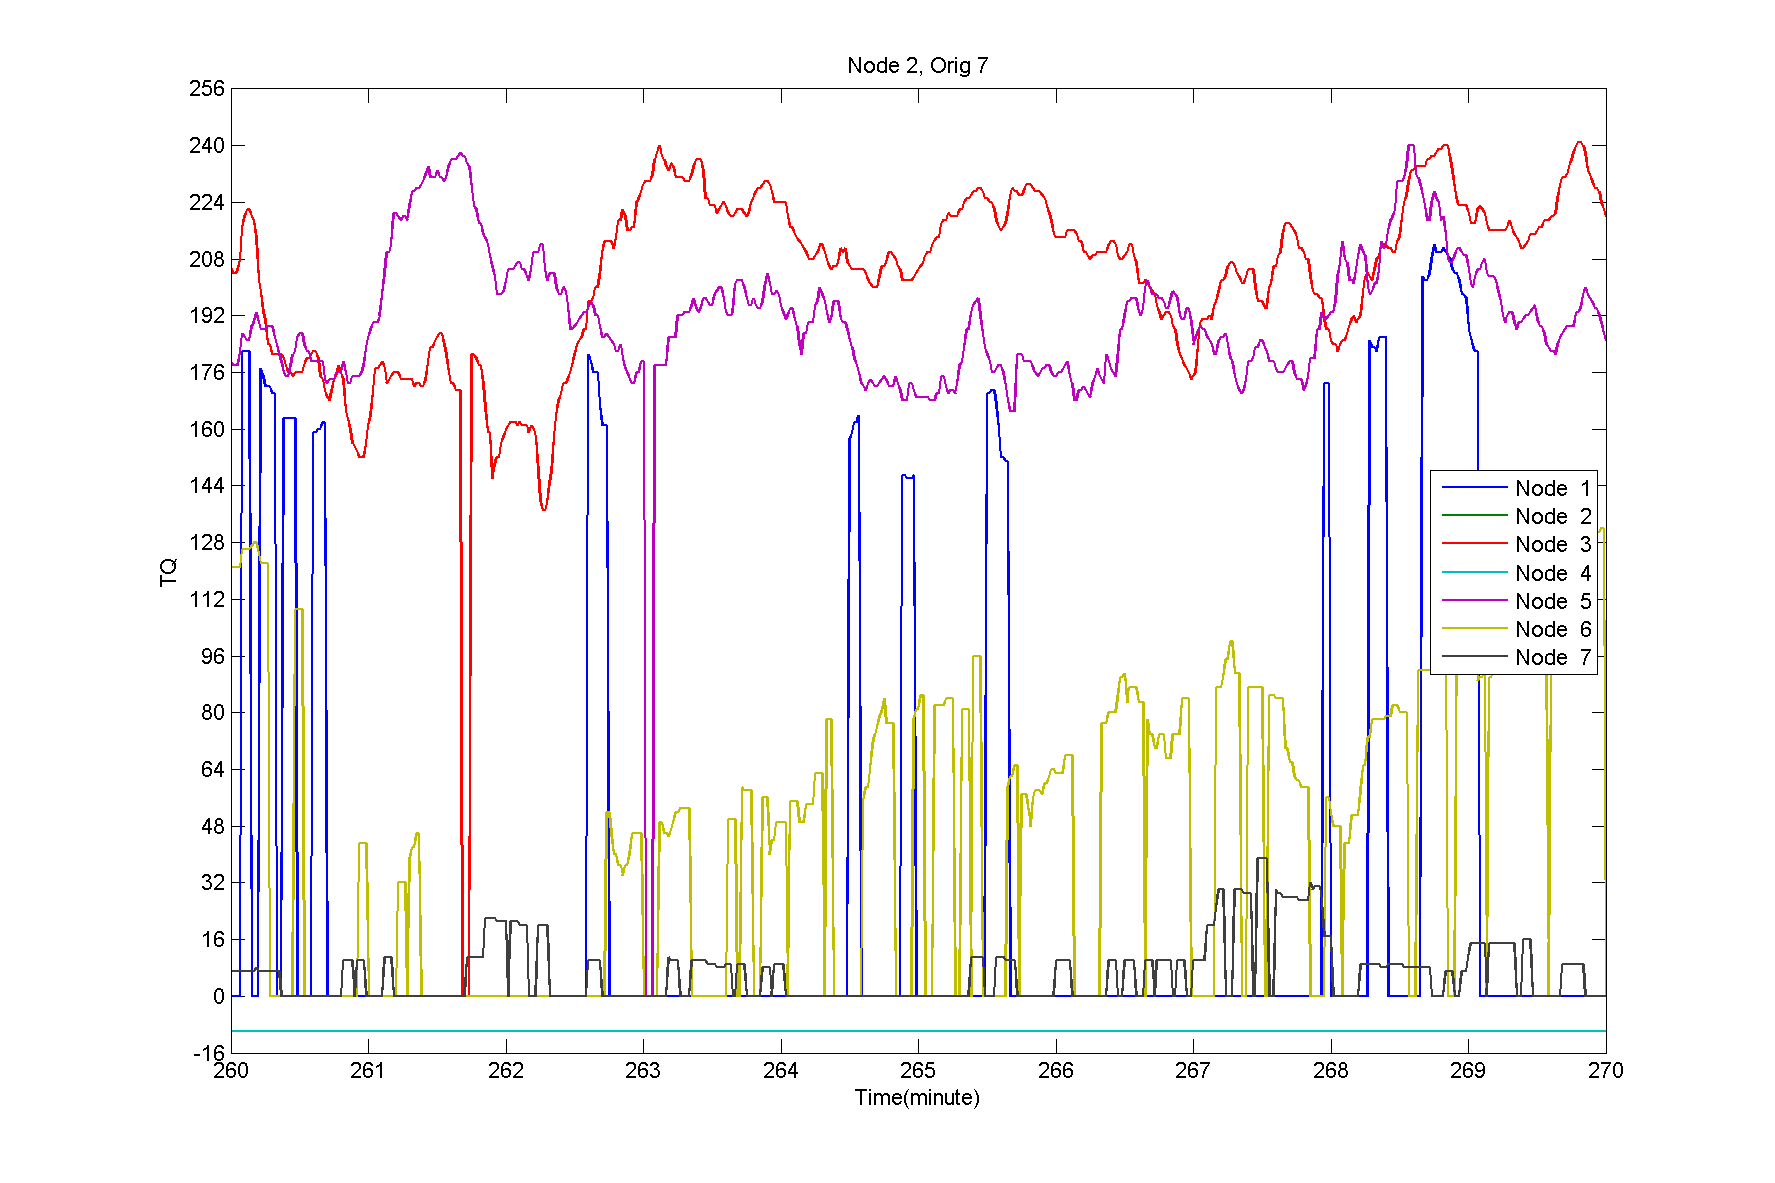 Node 2, Orig 7
256
240
224
208
192
176
160
144
128
112
96
80
64
48
32
16
0
-16
TQ
260 261 262 263 264 265 266 267 268 269 270
Time(minute)
Node 1
Node 2
Node 3
Node 4
Node 5
Node 6
Node 7